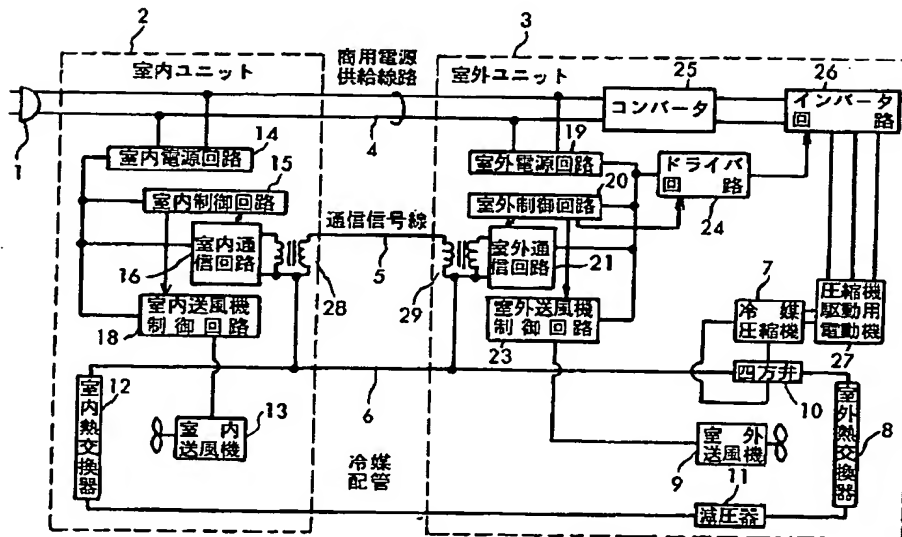 2
3
室内ユニット
商用電源
供給線路
室外ユニット
25
コンバータ
26
インバータ
回路
1
4
室内電源回路
14
15
室内制御回路
室内通
信回路
16
室内送風機
制御回路
18
通信信号線
5
28
29
19
室外電源回路
20
室外制御回路
室外通
信回路
21
室外送風機
制御回路
23
ドライバ
回路
24
7
冷媒
圧縮機
圧縮機
駆動用
電動機
27
四方弁
10
6
12
室内熱交換器
13
室内
送風機
冷媒
配管
室外
送風機
9
11
減圧器
室外熱交換器
8